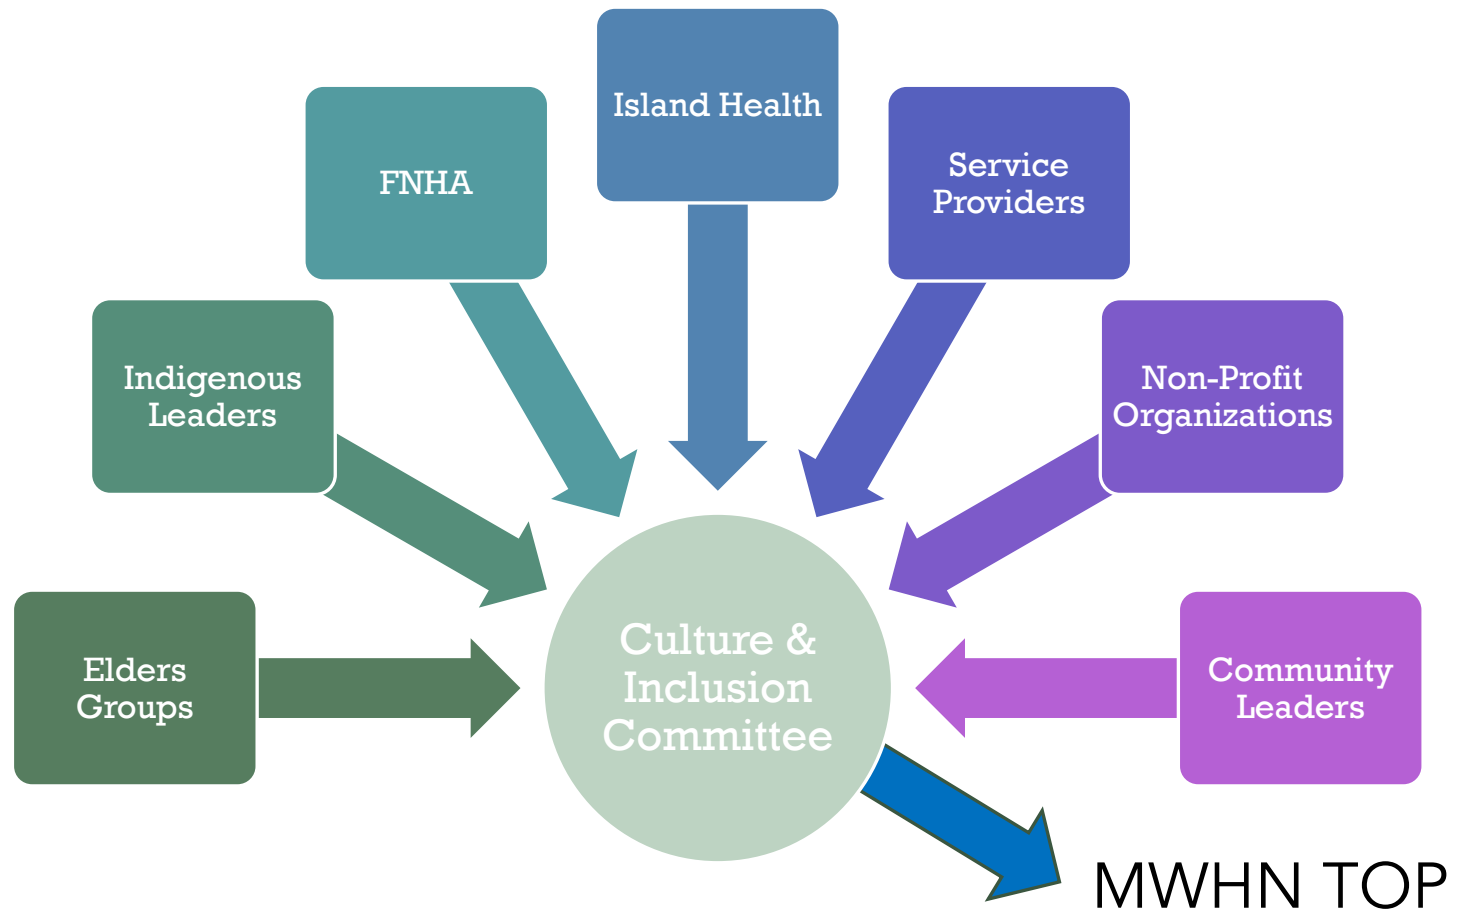 Island Health
FNHA
Service
Providers
Indigenous
Leaders
Non-Profit
Organizations
Elders
Groups
Culture &
Inclusion
Committee
Community
Leaders
MWHN TOP